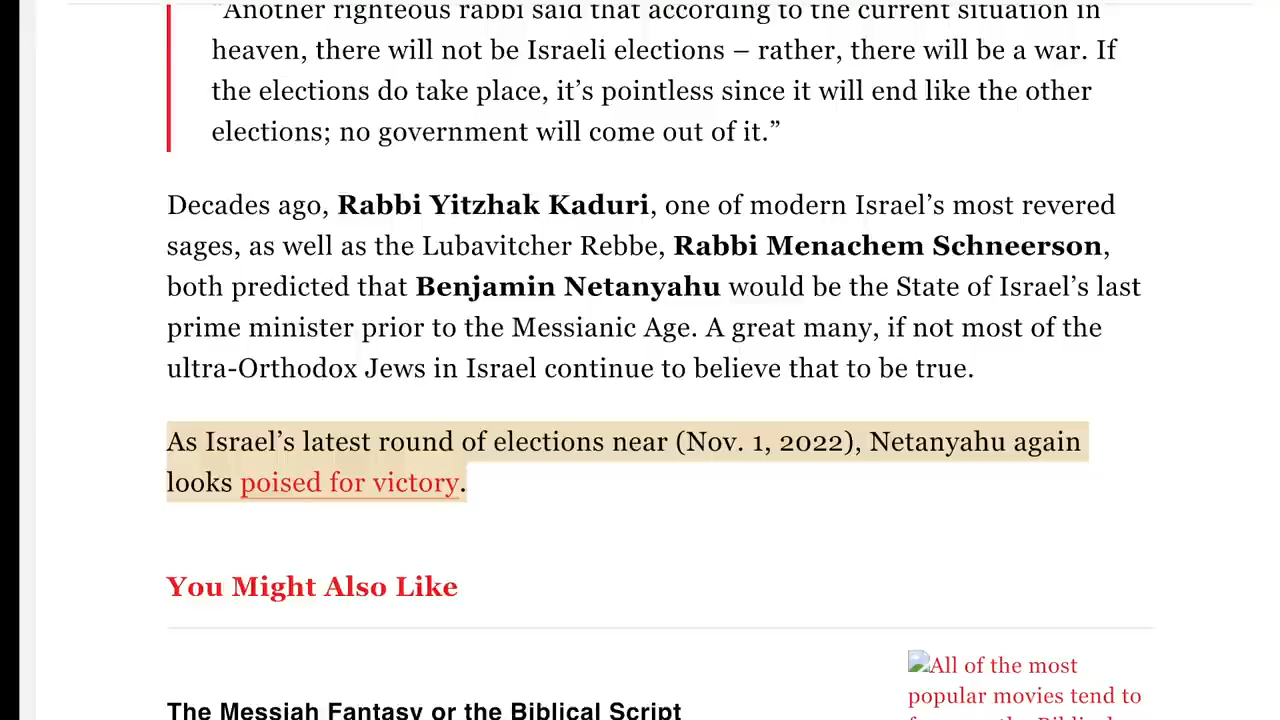 "Another righteous rabbi said that according to the current situation in
heaven, there will not be Israeli elections – rather, there will be a war. If
the elections do take place, it’s pointless since it will end like the other
elections; no government will come out of it.”
Decades ago, Rabbi Yitzhak Kaduri, one of modern Israel’s most revered
sages, as well as the Lubavitcher Rebbe, Rabbi Menachem Schneerson,
both predicted that Benjamin Netanyahu would be the State of Israel’s last
prime minister prior to the Messianic Age. A great many, if not most of the
ultra-Orthodox Jews in Israel continue to believe that to be true.
As Israel’s latest round of elections near (Nov. 1, 2022), Netanyahu again
looks poised for victory.
You Might Also Like
All of the most
popular movies tend to
The Messiah Fantasy or the Biblical Script